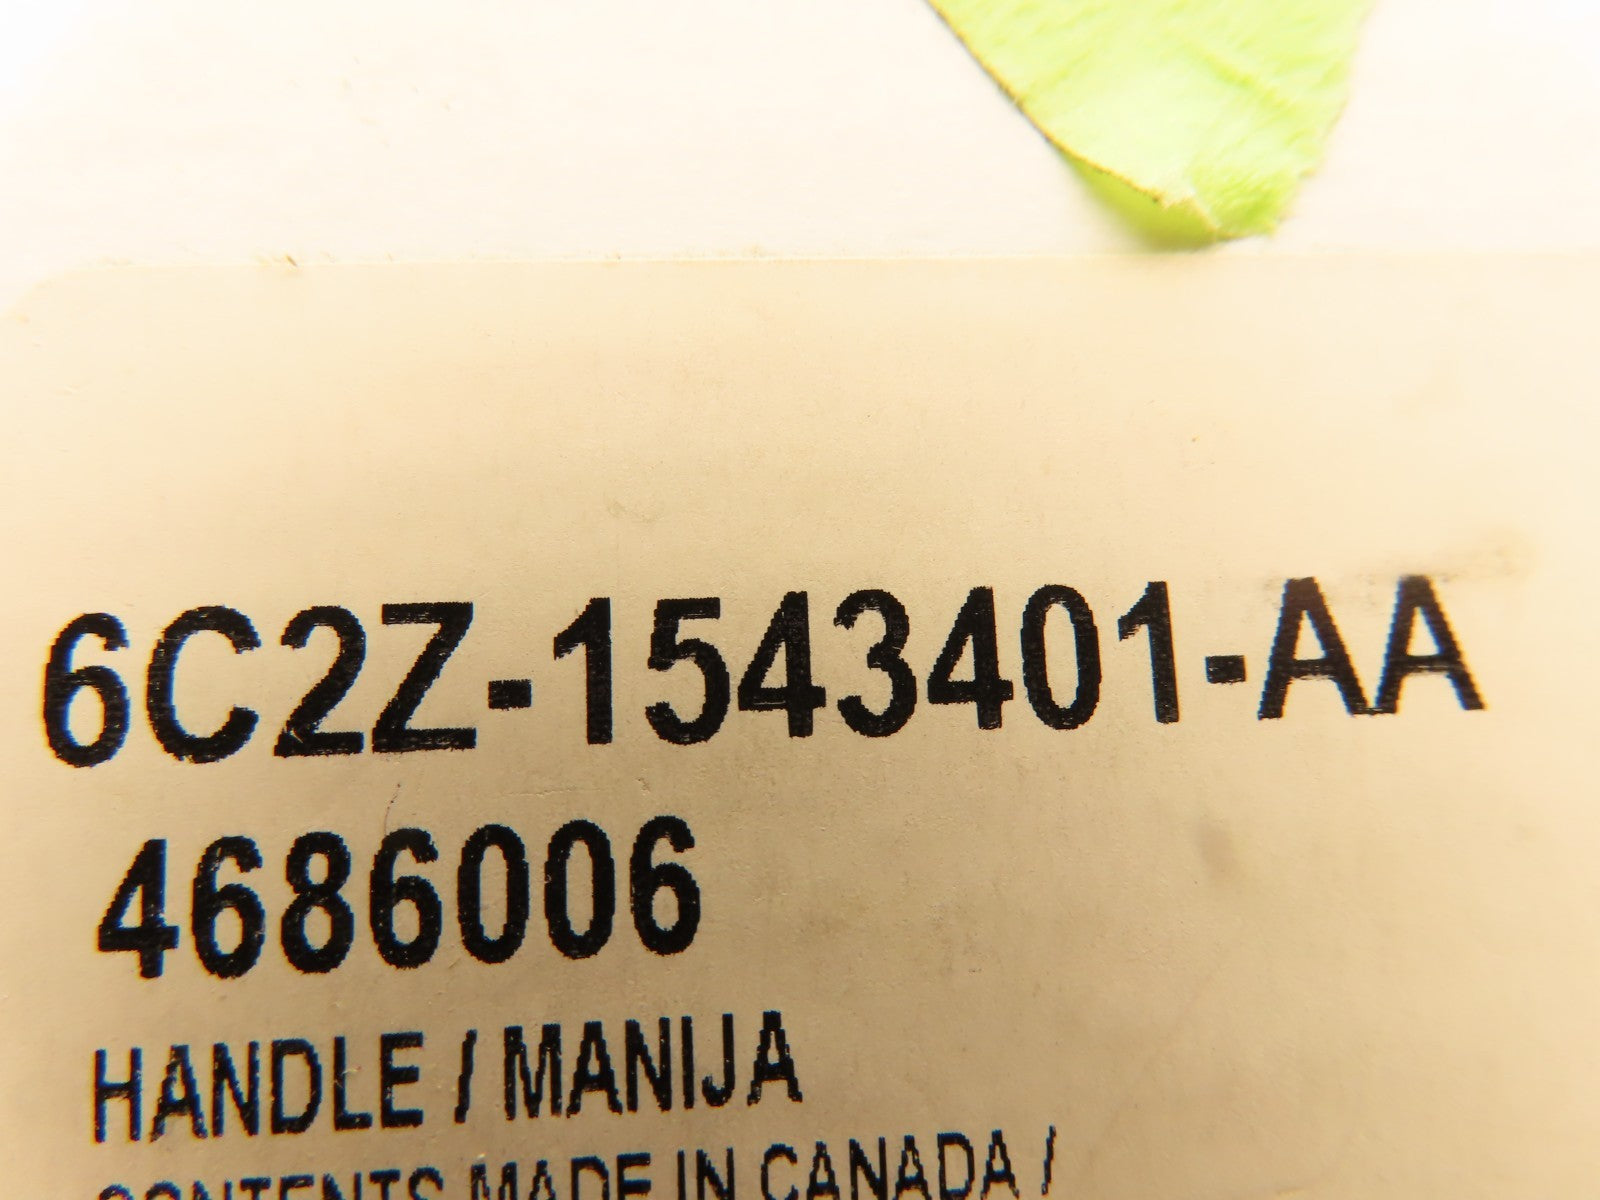 6C2Z-1543401-AA
4686006
HANDLE / MANIJA
CONTENTS MADE IN CANADA /